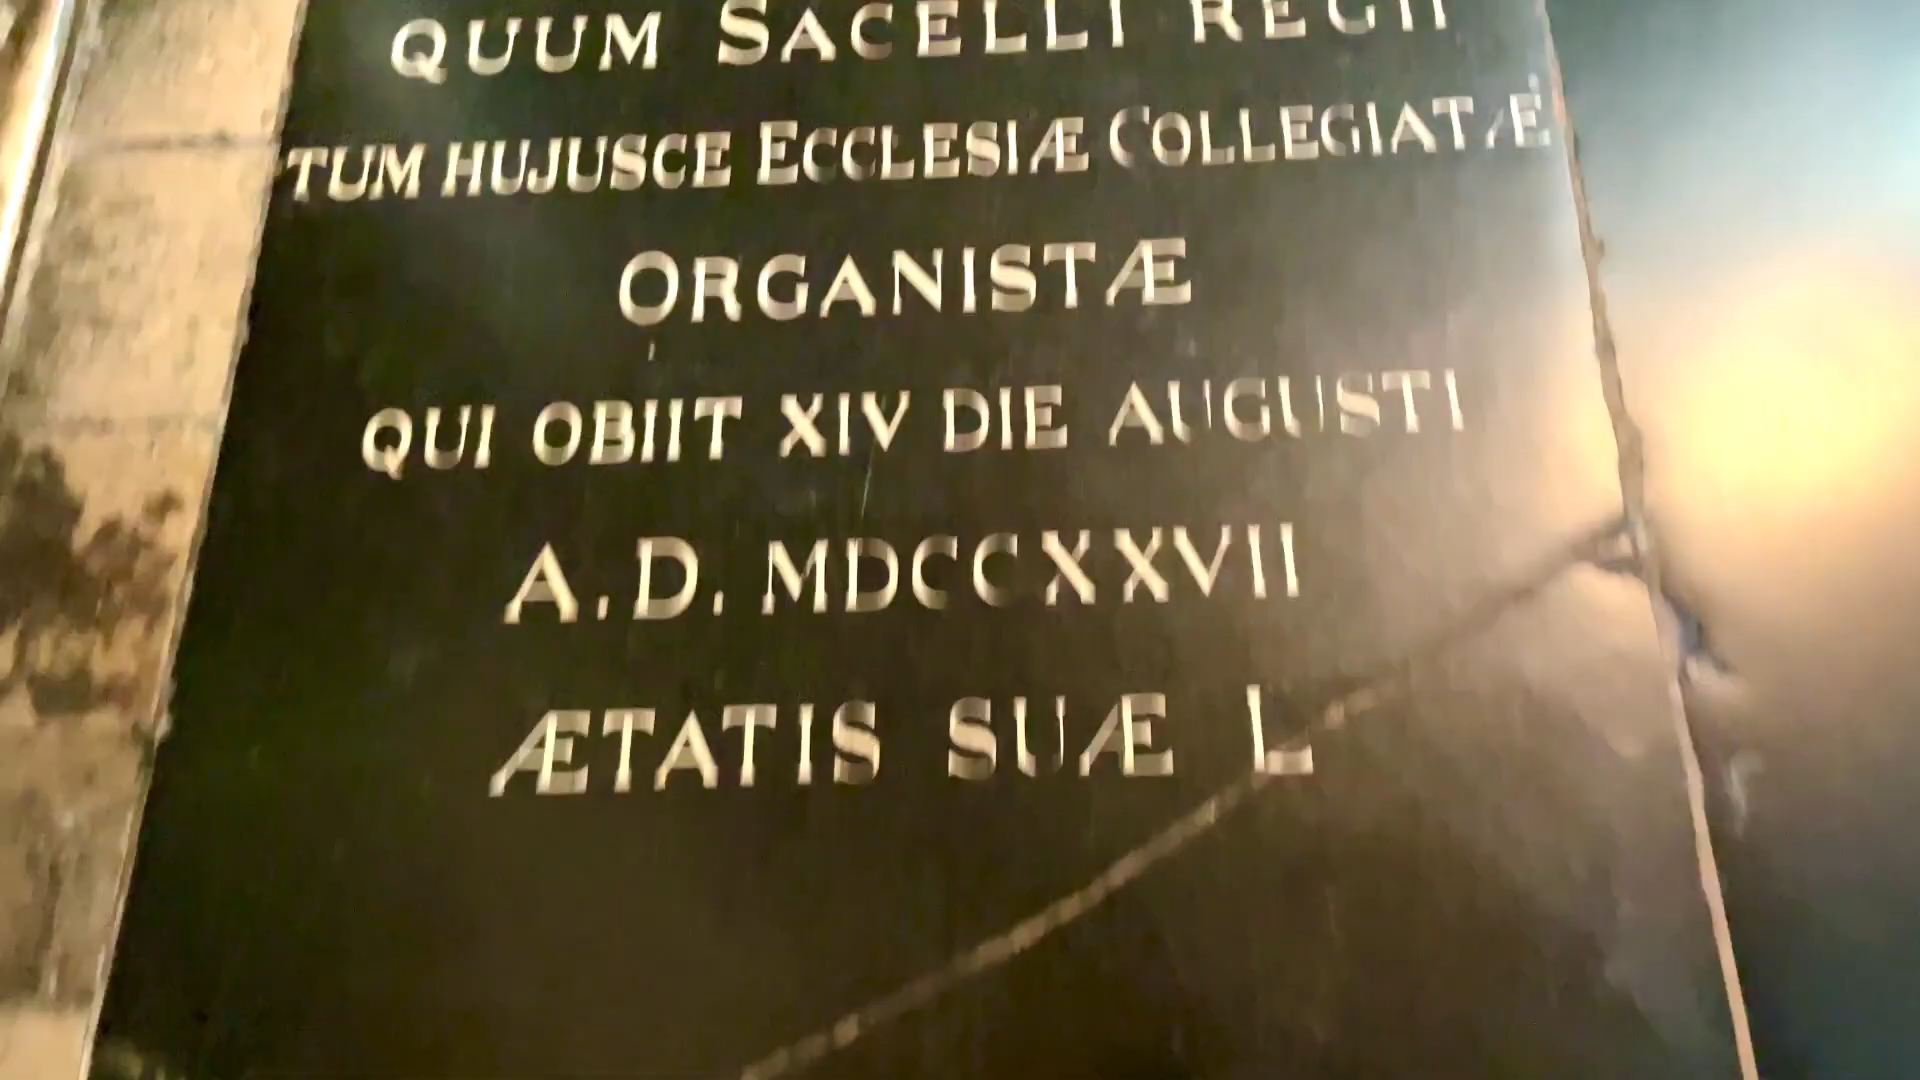 QUUM SACELLI REGII
TUM HUJUSCE ECCLESIÆ COLLEGIATÆ
ORGANISTÆ
QUI OBIIT XIV DIE AUGUSTI
A.D. MDCCXXVII
ÆTATIS SUÆ L